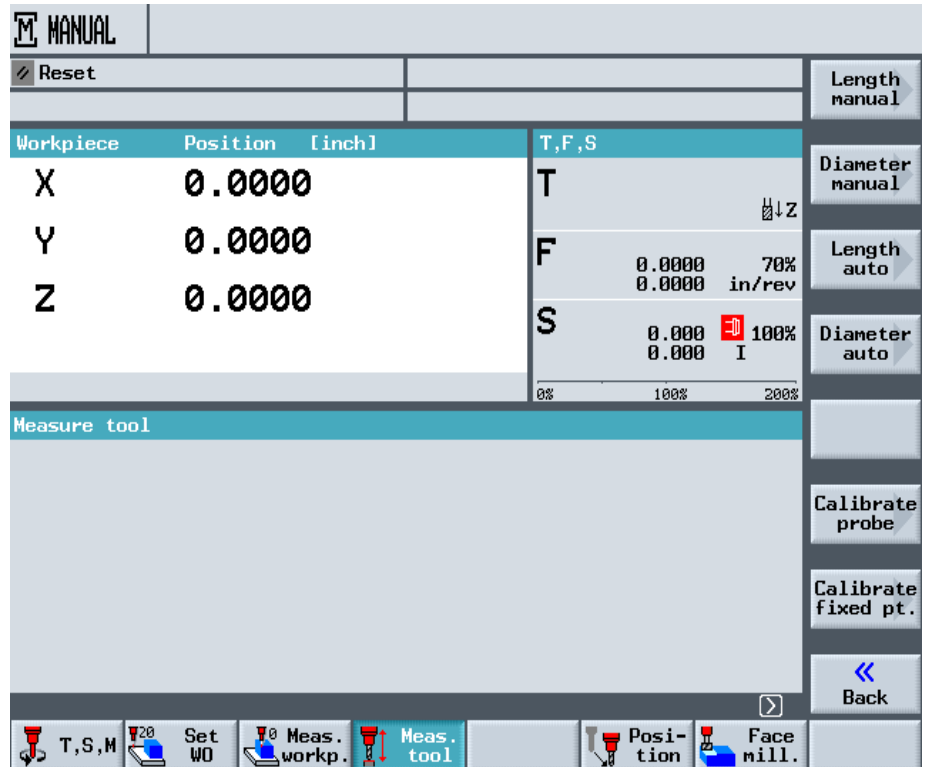 M MANUAL
Reset
Workpiece Position [inch]
X 0.0000
Y 0.0000
Z 0.0000
T,F,S
T
Z
F 0.0000 70%
0.0000 in/rev
S 0.000 100%
0.000 I
0% 100% 200%
Measure tool
Length
manual
Diameter
manual
Length
auto
Diameter
auto
Calibrate
probe
Calibrate
fixed pt.
Back
T,S,M
20 Set
WO
0 Meas.
workp.
Meas.
tool
Posi-
tion
Face
mill.